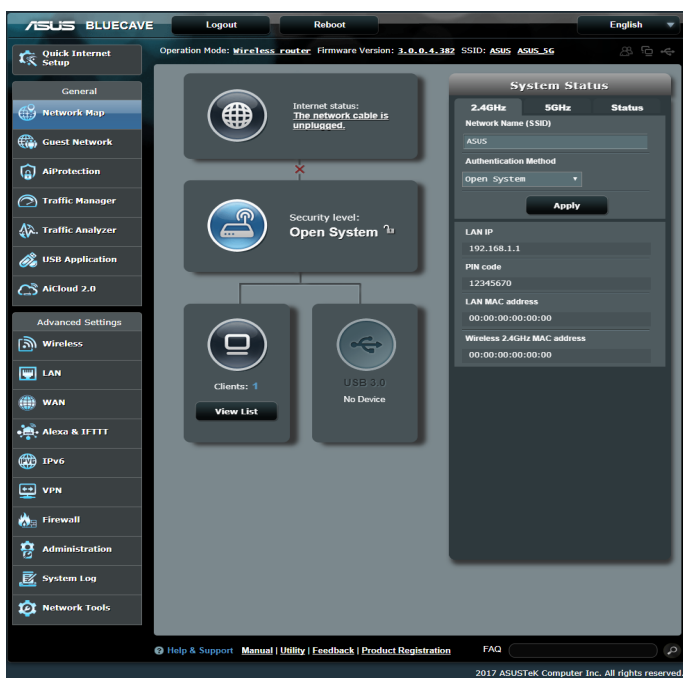 ASUS BLUECAVE
Logout
Reboot
English
Quick Internet
Setup
Operation Mode: Wireless router Firmware Version: 3.0.0.4.382 SSID: ASUS ASUS_5G
General
Network Map
Guest Network
AiProtection
Traffic Manager
Traffic Analyzer
USB Application
AiCloud 2.0
Advanced Settings
Wireless
LAN
WAN
Alexa & IFTTT
IPv6
VPN
Firewall
Administration
System Log
Network Tools
Internet status:
The network cable is
unplugged.
Security level:
Open System
Clients: 1
View List
USB 3.0
No Device
System Status
2.4GHz 5GHz Status
Network Name (SSID)
ASUS
Authentication Method
Open System
Apply
LAN IP
192.168.1.1
PIN code
12345670
LAN MAC address
00:00:00:00:00:00
Wireless 2.4GHz MAC address
00:00:00:00:00:00
Help & Support Manual | Utility | Feedback | Product Registration FAQ
2017 ASUSTeK Computer Inc. All rights reserved.